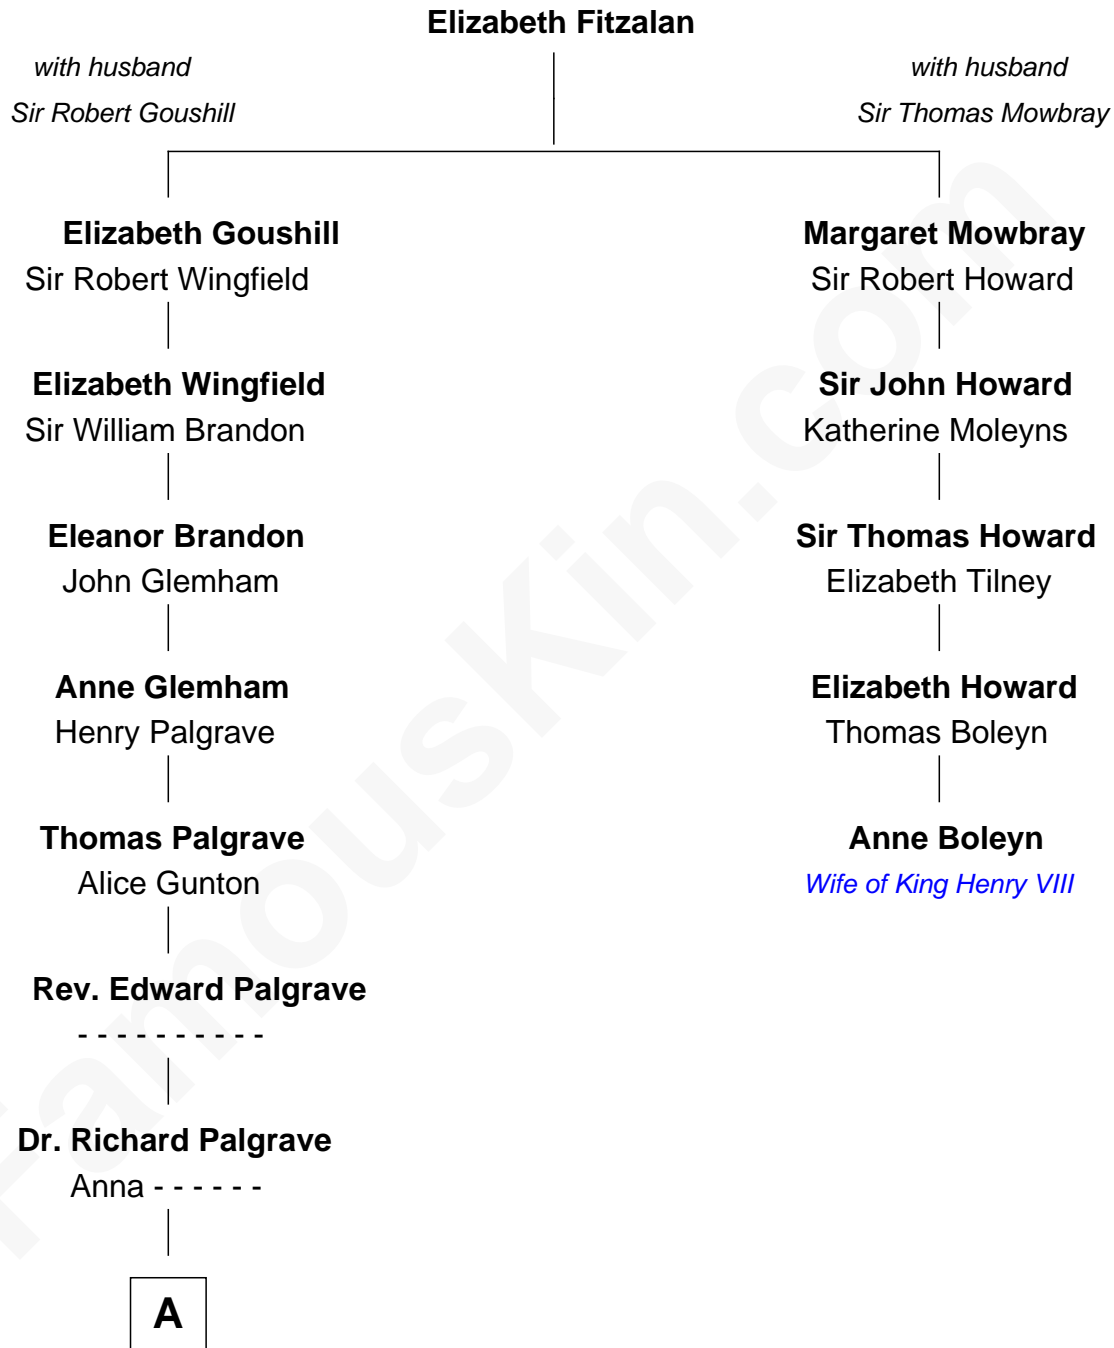 Elizabeth Fitzalan
with husband
Sir Robert Goushill
with husband
Sir Thomas Mowbray
Elizabeth Goushill
Sir Robert Wingfield
Margaret Mowbray
Sir Robert Howard
Elizabeth Wingfield
Sir William Brandon
Sir John Howard
Katherine Moleyns
Eleanor Brandon
John Glemham
Sir Thomas Howard
Elizabeth Tilney
Anne Glemham
Henry Palgrave
Elizabeth Howard
Thomas Boleyn
Thomas Palgrave
Alice Gunton
Anne Boleyn
Wife of King Henry VIII
Rev. Edward Palgrave
- - - - - - - - - -
Dr. Richard Palgrave
Anna - - - - - -
A
FamousKin.com